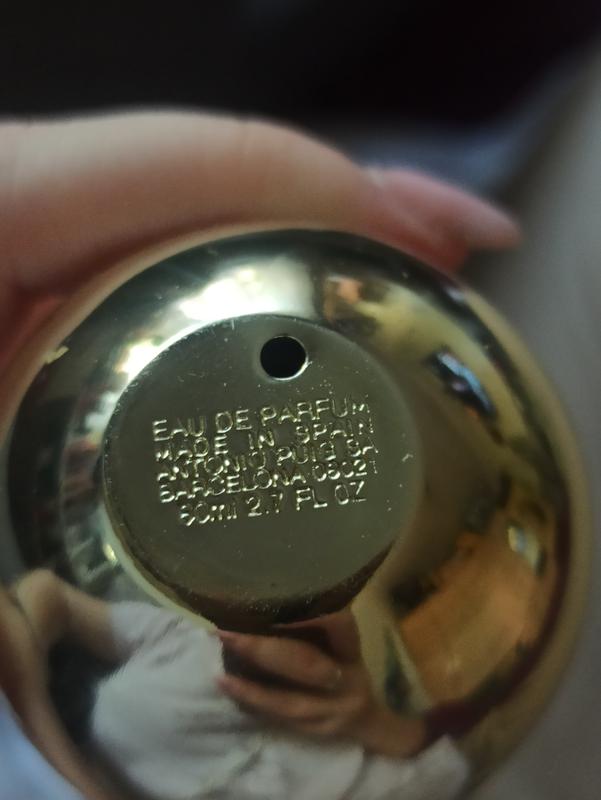 EAU DE PARFUM
MADE IN SPAIN
ANTONIO PUIG SA
BARCELONA 08021
80ml 2.7 FL OZ